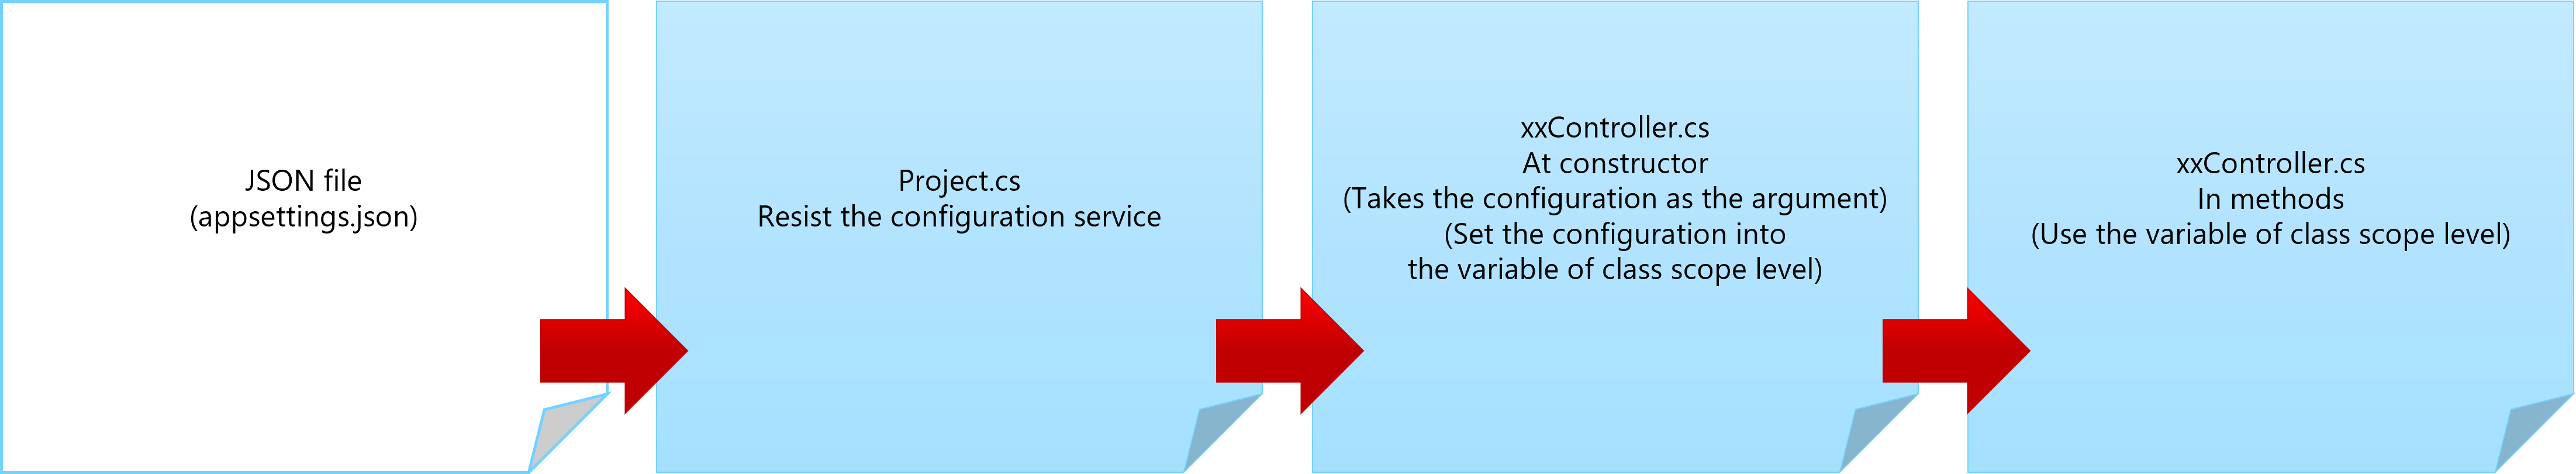 JSON file
(appsettings.json)
Project.cs
Resist the configuration service
xxController.cs
At constructor
(Takes the configuration as the argument)
(Set the configuration into
the variable of class scope level)
xxController.cs
In methods
(Use the variable of class scope level)